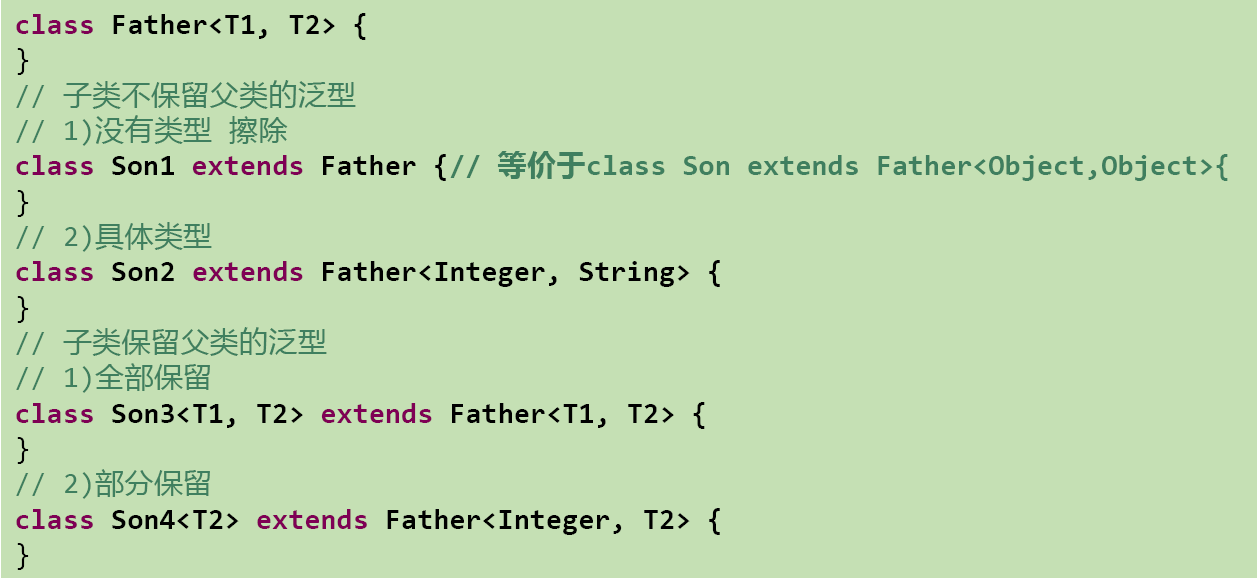 class Father<T1, T2> {
}
// 子类不保留父类的泛型
// 1)没有类型 擦除
class Son1 extends Father {// 等价于class Son extends Father<Object,Object>{
}
// 2)具体类型
class Son2 extends Father<Integer, String> {
}
// 子类保留父类的泛型
// 1)全部保留
class Son3<T1, T2> extends Father<T1, T2> {
}
// 2)部分保留
class Son4<T2> extends Father<Integer, T2> {
}